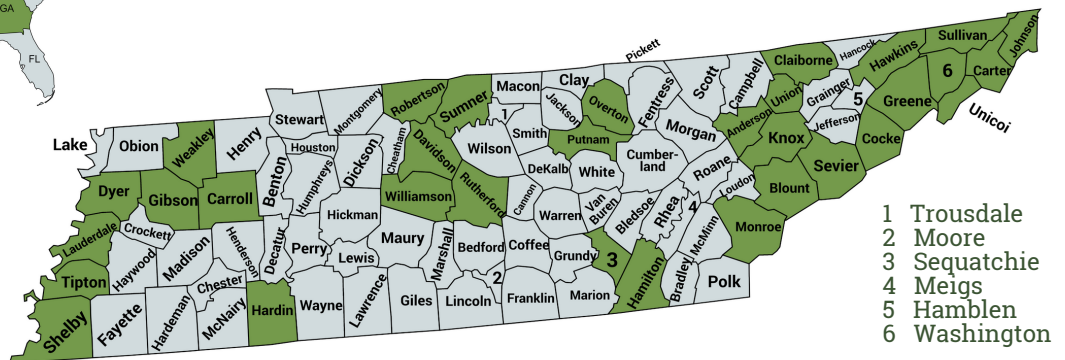 GA
FL
Pickett
Lake
Obion
Weakley
Henry
Stewart
Montgomery
Robertson
Sumner
Macon
Clay
Overton
Fentress
Scott
Campbell
Claiborne
Hancock
Hawkins
Sullivan
Johnson
1
Jackson
Houston
Cheatham
Davidson
Wilson
Smith
Putnam
Morgan
Anderson
Union
Grainger
5
Greene
6
Carter
Unicoi
Jefferson
Knox
Cocke
Dyer
Gibson
Carroll
Benton
Humphreys
Dickson
Williamson
Rutherford
Cannon
DeKalb
White
Cumber-
land
Roane
Loudon
Blount
Sevier
Lauderdale
Crockett
Haywood
Madison
Henderson
Decatur
Perry
Hickman
Lewis
Maury
Marshall
Bedford
Coffee
Warren
Van
Buren
Bledsoe
Rhea
4
McMinn
Monroe
Grundy
3
Tipton
Shelby
Fayette
Hardeman
Chester
McNairy
Hardin
Wayne
Lawrence
Giles
Lincoln
2
Franklin
Marion
Hamilton
Bradley
Polk
1 Trousdale
2 Moore
3 Sequatchie
4 Meigs
5 Hamblen
6 Washington